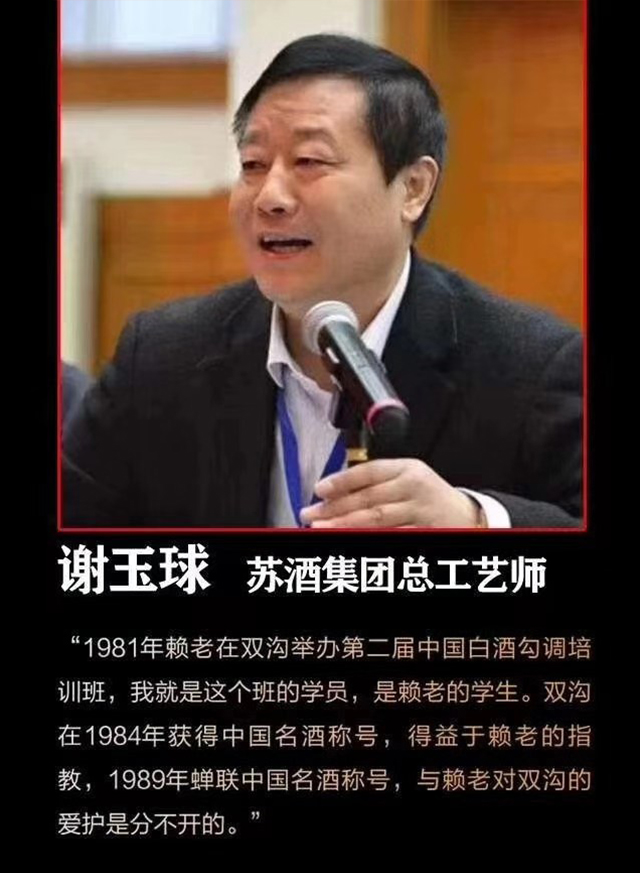 谢玉球 苏酒集团总工艺师
“1981年赖老在双沟举办第二届中国白酒勾调培
训班，我就是这个班的学员，是赖老的学生。双沟
在1984年获得中国名酒称号，得益于赖老的指
教，1989年蝉联中国名酒称号，与赖老对双沟的
爱护是分不开的。”